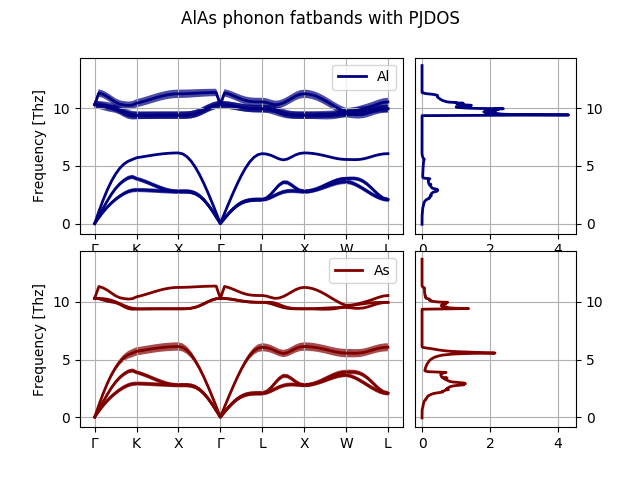 AlAs phonon fatbands with PJDOS
Frequency [Thz]
10
5
0
Al
Γ K X Γ L X W L
10
5
0
0 2 4
Frequency [Thz]
10
5
0
As
Γ K X Γ L X W L
10
5
0
0 2 4